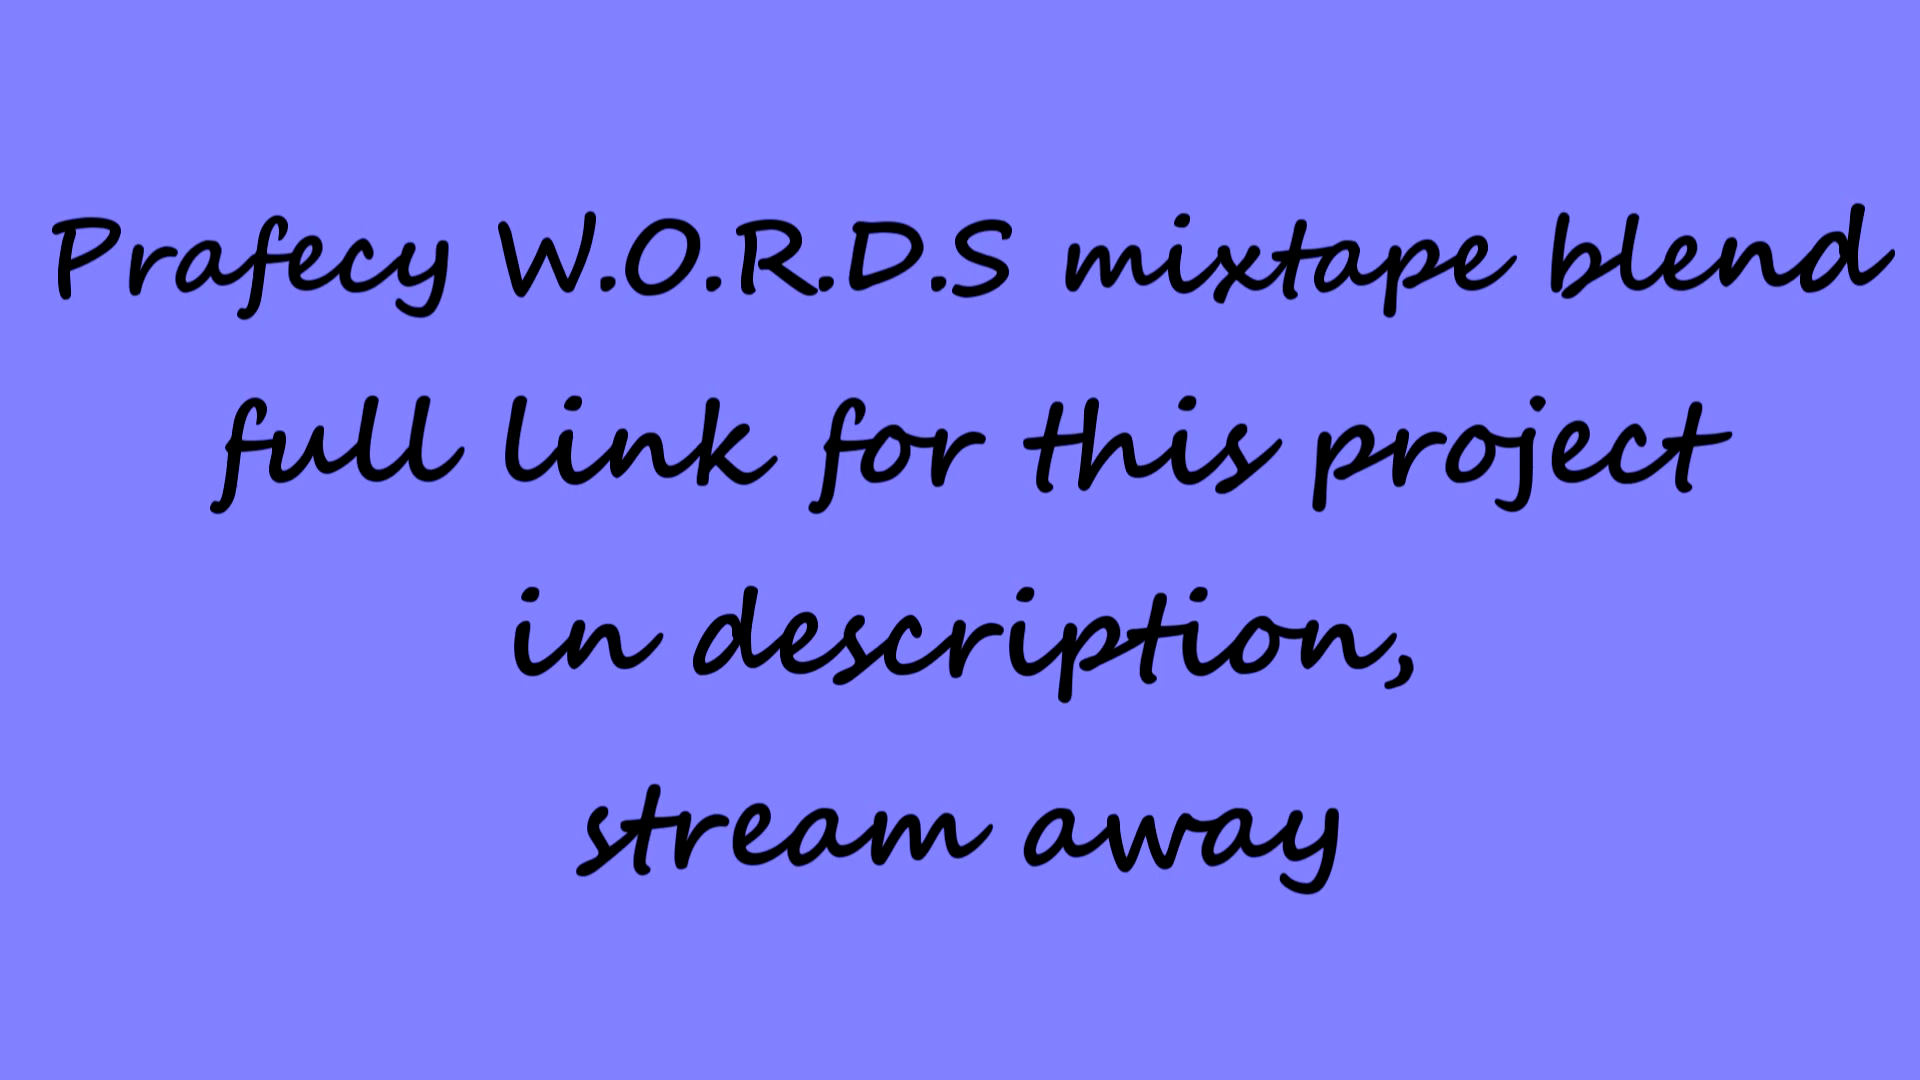 Prafecy W.O.R.D.S mixtape blend
full link for this project
in description,
stream away